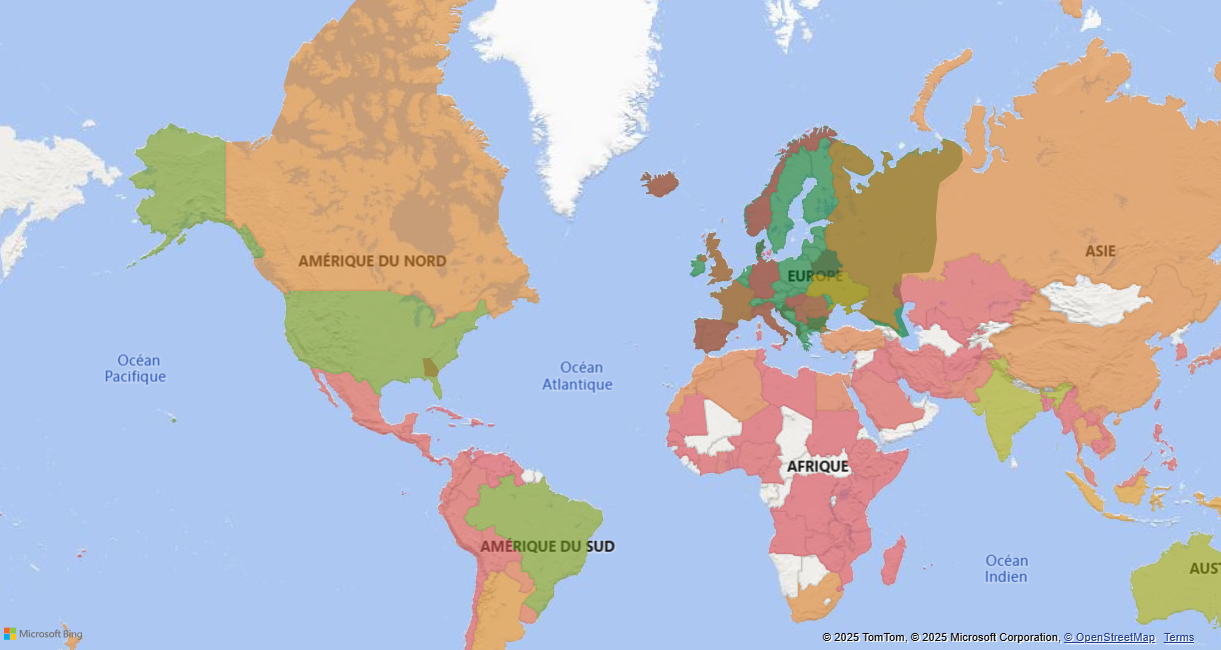 AMÉRIQUE DU NORD
EUROPE
ASIE
Océan
Pacifique
Océan
Atlantique
AFRIQUE
AMÉRIQUE DU SUD
Océan
Indien
AUST
Microsoft Bing
© 2025 TomTom, © 2025 Microsoft Corporation, © OpenStreetMap Terms